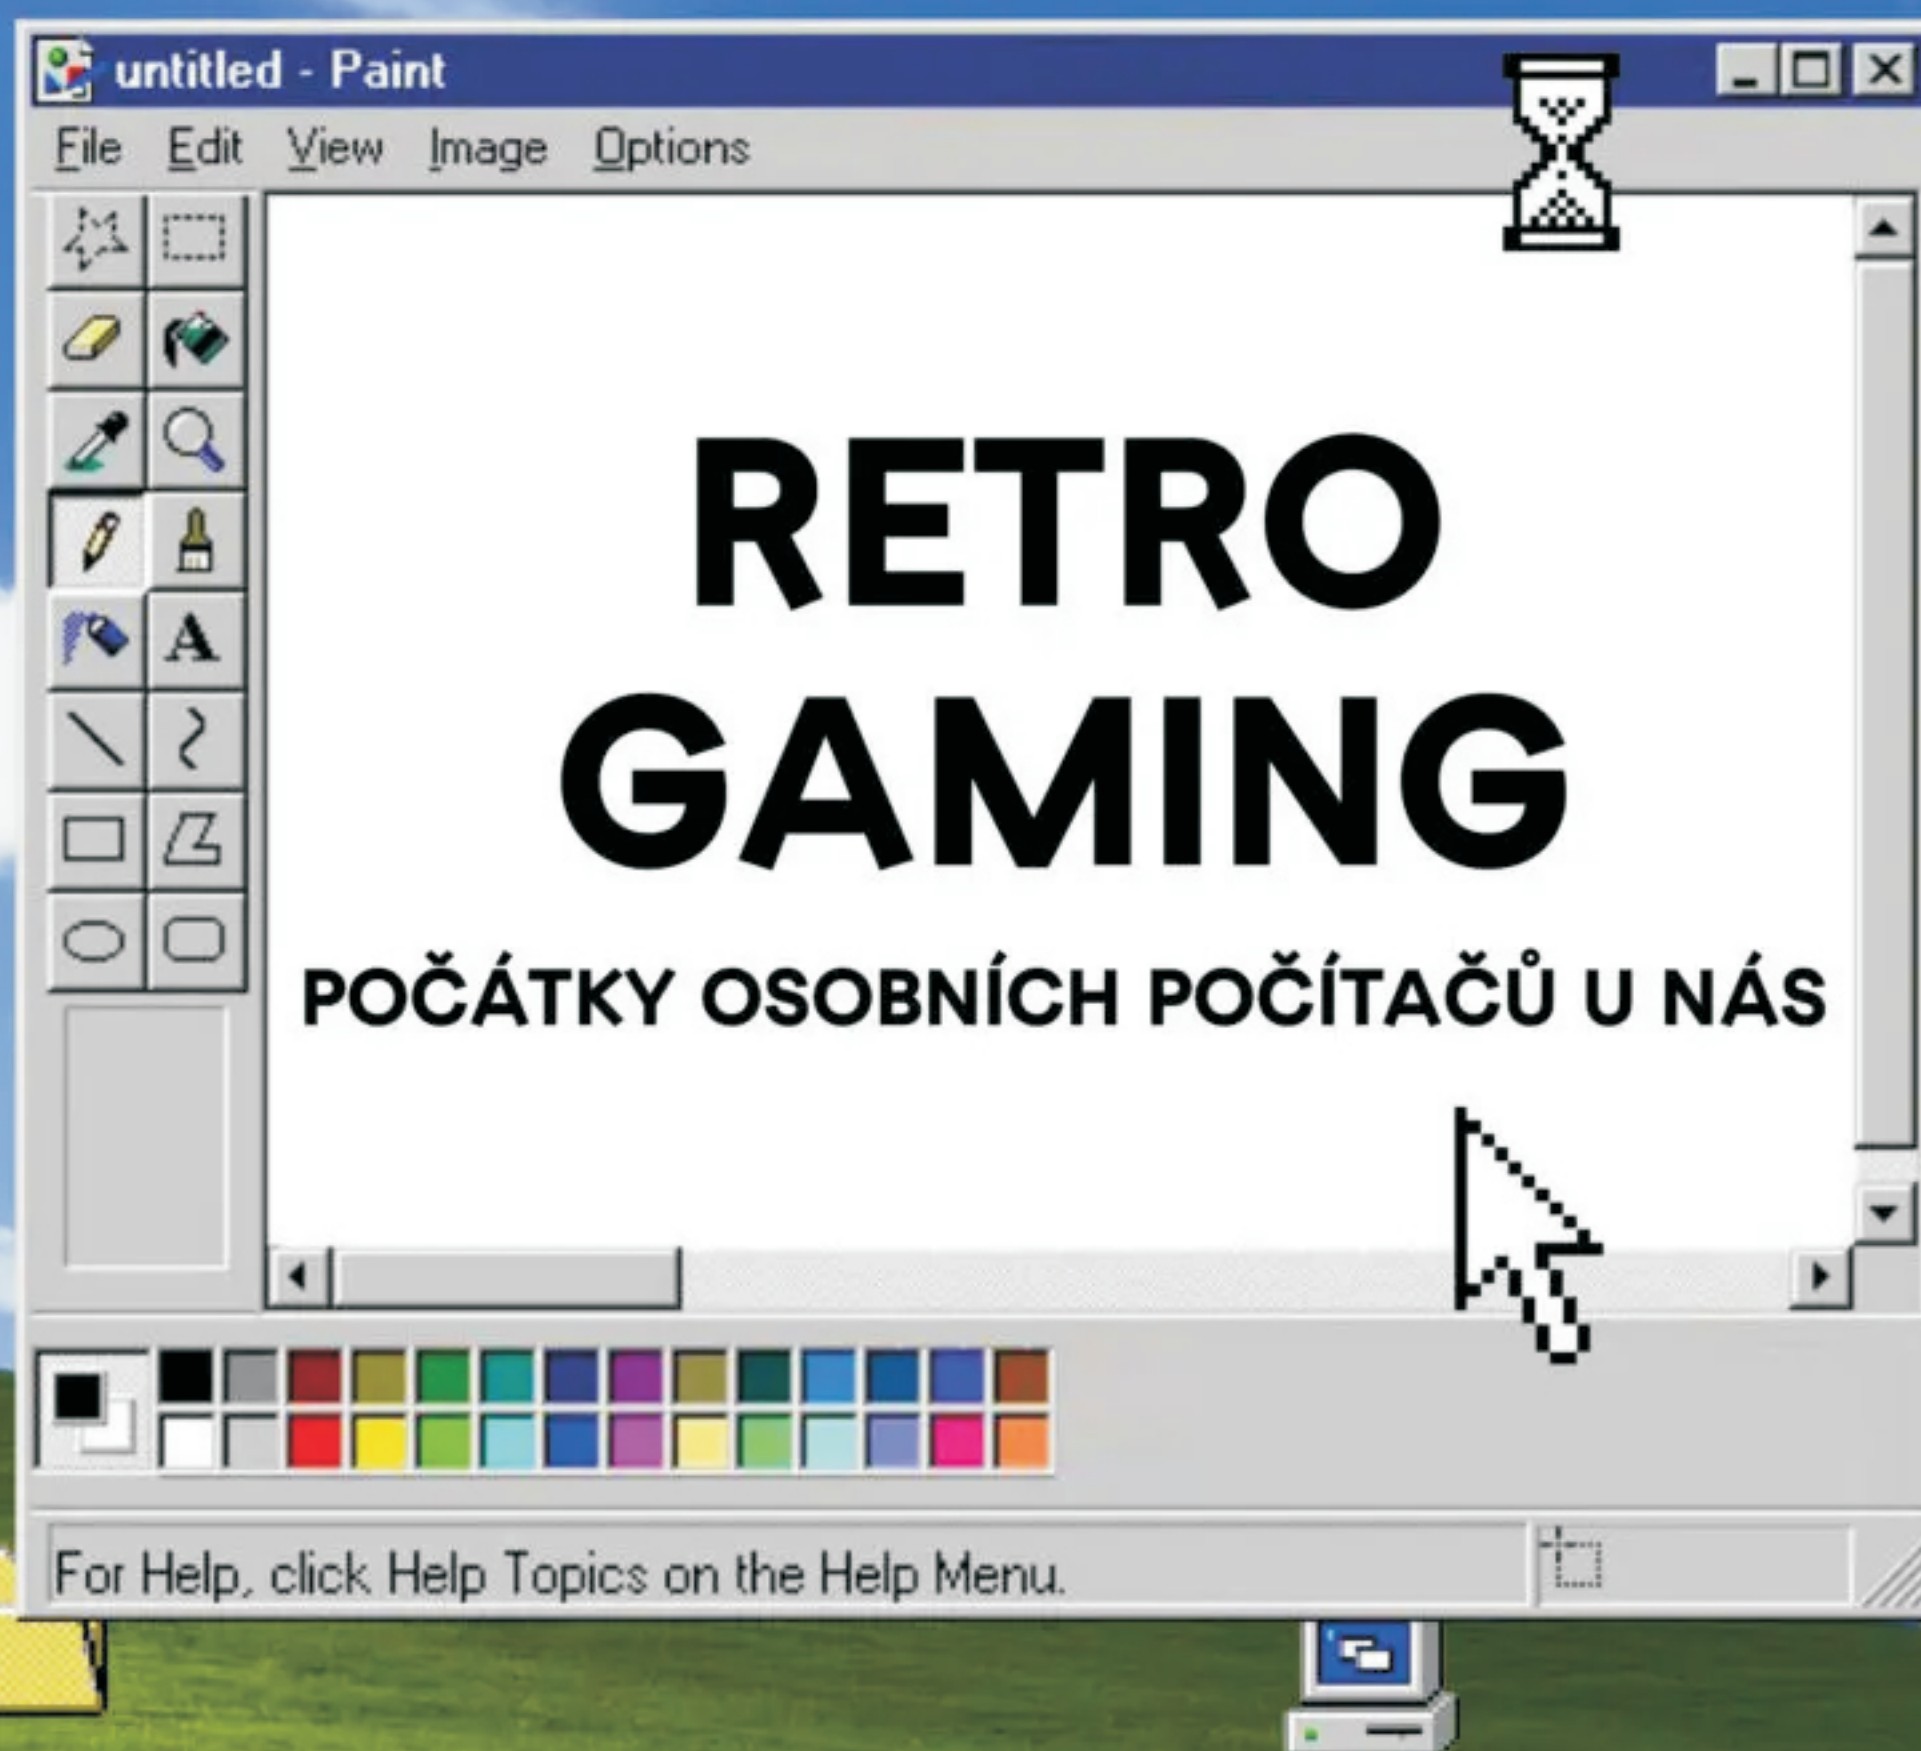 untitled - Paint
File Edit View Image Options
A
RETRO
GAMING
POČÁTKY OSOBNÍCH POČÍTAČŮ U NÁS
For Help, click Help Topics on the Help Menu.